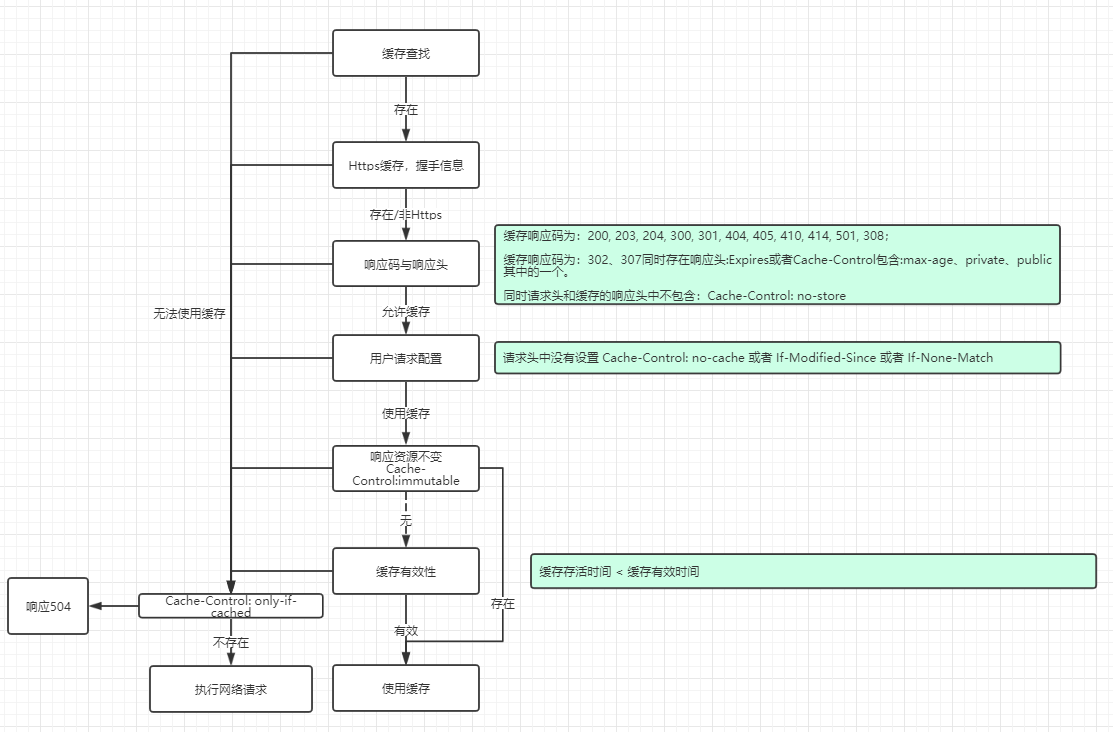 缓存查找
存在
Https缓存，握手信息
存在/非Https
响应码与响应头
缓存响应码为：200, 203, 204, 300, 301, 404, 405, 410, 414, 501, 308；
缓存响应码为：302、307同时存在响应头:Expires或者Cache-Control包含:max-age、private、public
其中的一个。
同时请求头和缓存的响应头中不包含：Cache-Control: no-store
无法使用缓存
允许缓存
用户请求配置
请求头中没有设置 Cache-Control: no-cache 或者 If-Modified-Since 或者 If-None-Match
使用缓存
响应资源不变
Cache-
Control:immutable
无
缓存有效性
缓存存活时间 < 缓存有效时间
响应504
Cache-Control: only-if-
cached
存在
有效
不存在
执行网络请求
使用缓存